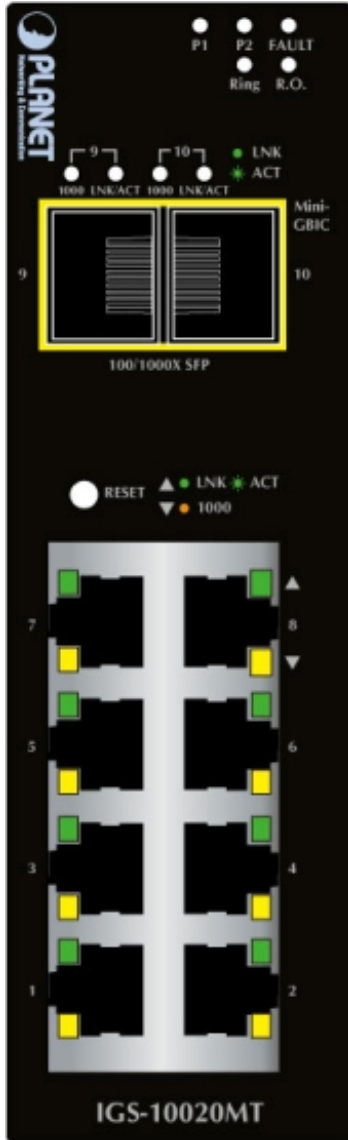 PLANET
Networking & Communication
P1 P2 FAULT
Ring R.O.
9 10 LNK
1000 LNK/ACT 1000 LNK/ACT ACT
Mini-
GBIC
9 10
100/1000X SFP
RESET LNK ACT
1000
7 8
5 6
3 4
1 2
IGS-10020MT